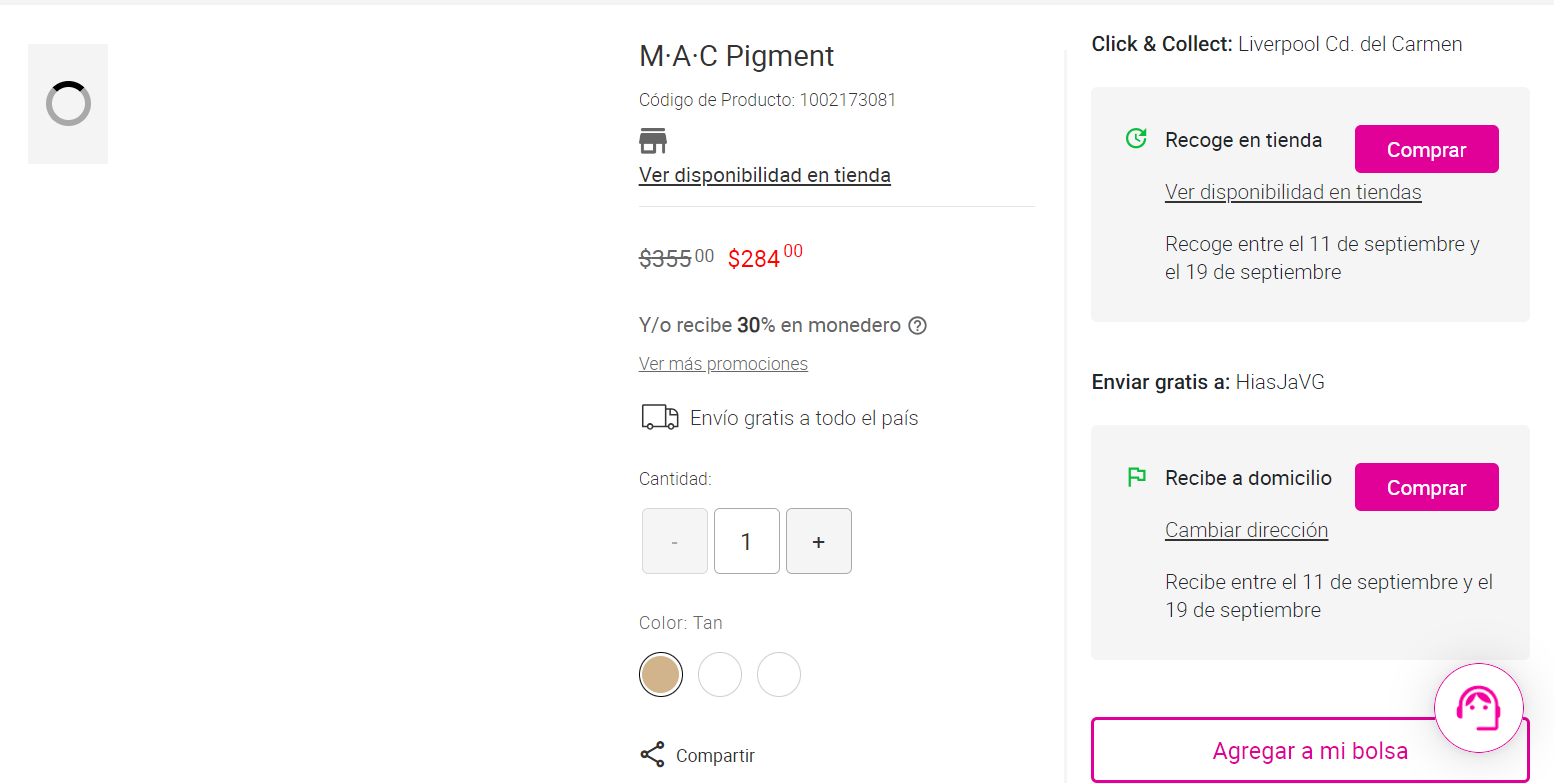 M·A·C Pigment
Código de Producto: 1002173081
Ver disponibilidad en tienda
$355 00 $284 00
Y/o recibe 30% en monedero
Ver más promociones
Envío gratis a todo el país
Cantidad:
- 1 +
Color: Tan
Compartir
Click & Collect: Liverpool Cd. del Carmen
Recoge en tienda
Comprar
Ver disponibilidad en tiendas
Recoge entre el 11 de septiembre y
el 19 de septiembre
Enviar gratis a: HiasJaVG
Recibe a domicilio
Comprar
Cambiar dirección
Recibe entre el 11 de septiembre y el
19 de septiembre
Agregar a mi bolsa